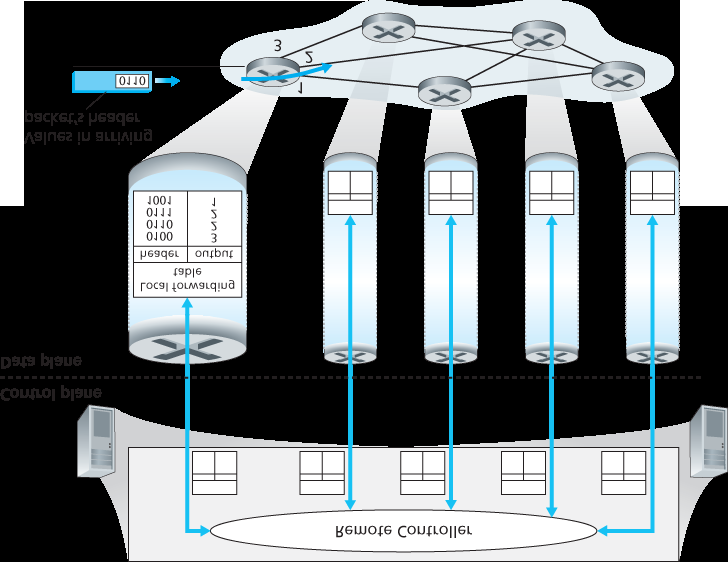 Remote Controller
Control plane
Data plane
Local forwarding
table
header output
0100 3
0110 2
0111 2
1001 1
Values in arriving
packet's header
0110
1
2
3